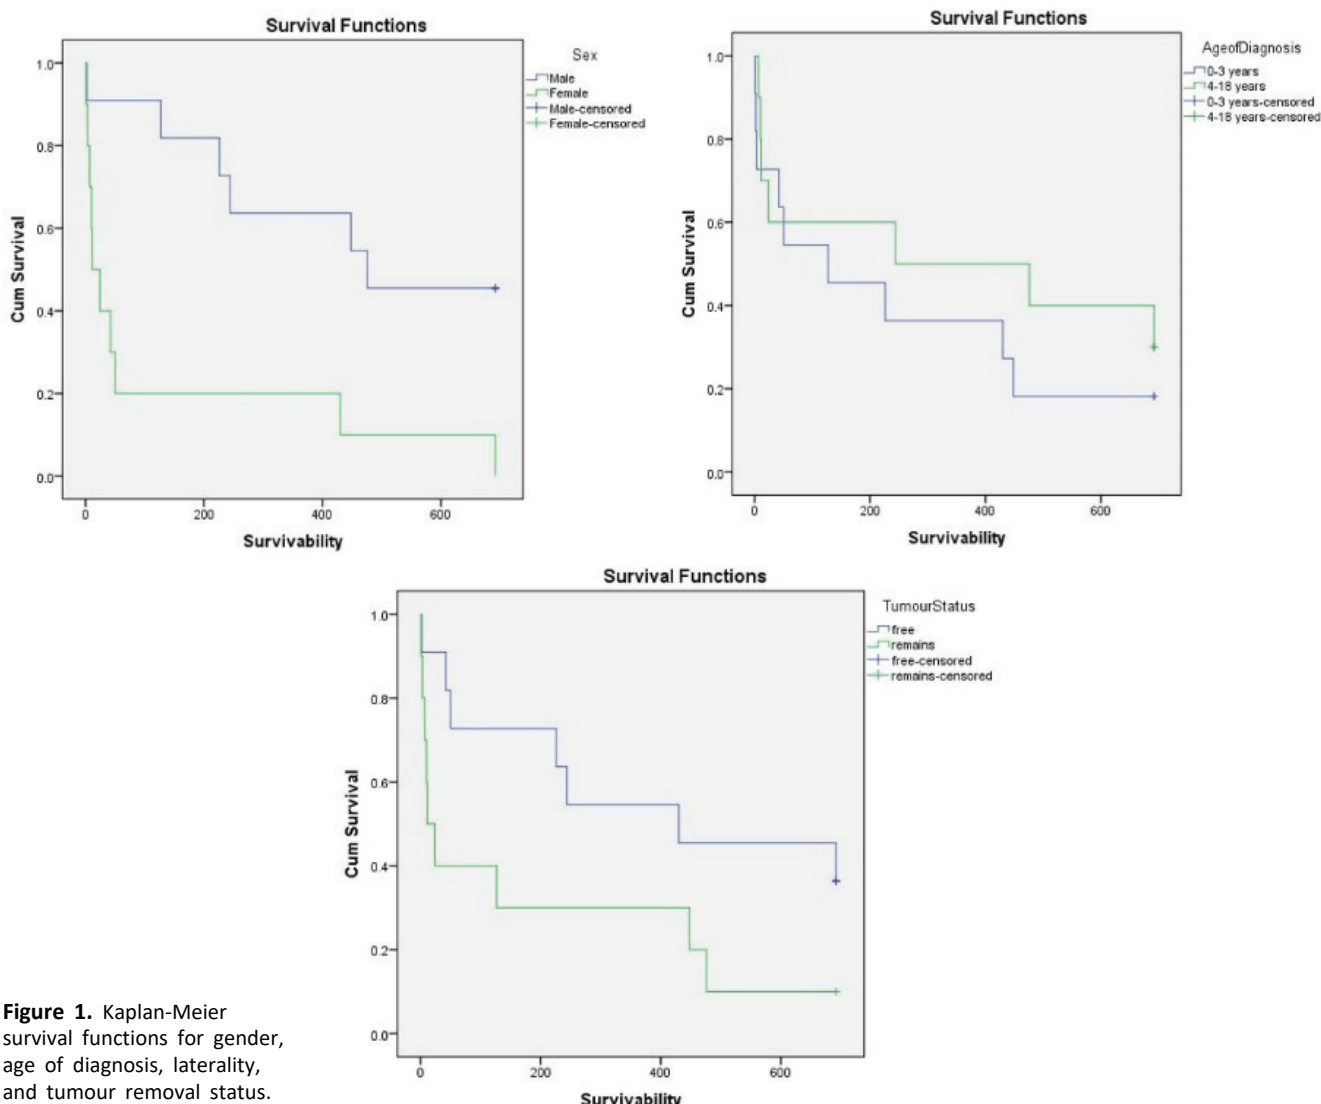 Survival Functions
Sex
Male
Female
Male-censored
Female-censored
1.0
0.8
0.6
0.4
0.2
0.0
Cum Survival
0
200
400
600
Survivability
Survival Functions
AgeofDiagnosis
0-3 years
4-18 years
0-3 years-censored
4-18 years-censored
1.0
0.8
0.6
0.4
0.2
0.0
Cum Survival
0
200
400
600
Survivability
Survival Functions
TumourStatus
free
remains
free-censored
remains-censored
1.0
0.8
0.6
0.4
0.2
0.0
Cum Survival
0
200
400
600
Survivability
Figure 1. Kaplan-Meier
survival functions for gender,
age of diagnosis, laterality,
and tumour removal status.